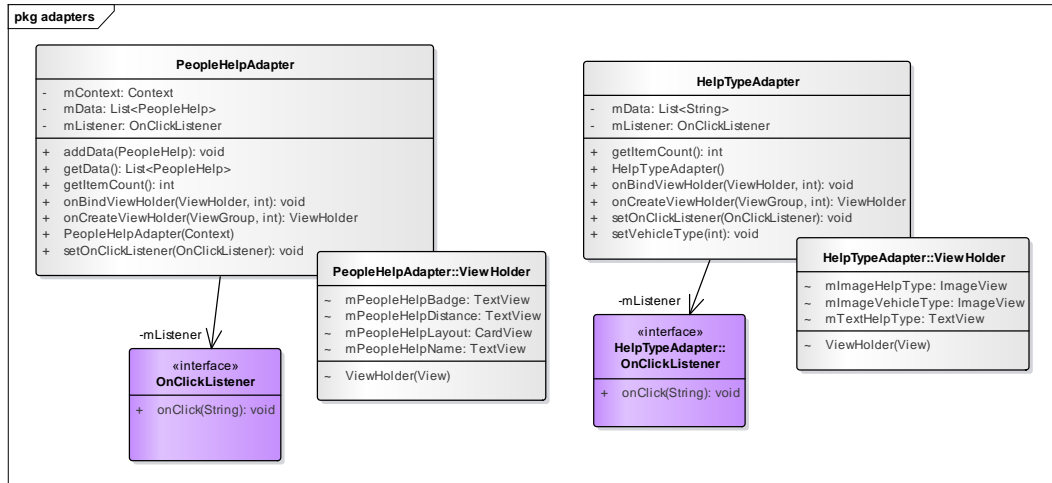 pkg adapters
PeopleHelpAdapter
- mContext: Context
- mData: List<PeopleHelp>
- mListener: OnClickListener
+ addData(PeopleHelp): void
+ getData(): List<PeopleHelp>
+ getItemCount(): int
+ onBindViewHolder(ViewHolder, int): void
+ onCreateViewHolder(ViewGroup, int): ViewHolder
+ PeopleHelpAdapter(Context)
+ setOnClickListener(OnClickListener): void
PeopleHelpAdapter::ViewHolder
~ mPeopleHelpBadge: TextView
~ mPeopleHelpDistance: TextView
~ mPeopleHelpLayout: CardView
~ mPeopleHelpName: TextView
~ ViewHolder(View)
-mListener
«interface»
OnClickListener
+ onClick(String): void
HelpTypeAdapter
- mData: List<String>
- mListener: OnClickListener
+ getItemCount(): int
+ HelpTypeAdapter()
+ onBindViewHolder(ViewHolder, int): void
+ onCreateViewHolder(ViewGroup, int): ViewHolder
+ setOnClickListener(OnClickListener): void
+ setVehicleType(int): void
HelpTypeAdapter::ViewHolder
~ mImageHelpType: ImageView
~ mImageVehicleType: ImageView
~ mTextHelpType: TextView
~ ViewHolder(View)
-mListener
«interface»
HelpTypeAdapter::
OnClickListener
+ onClick(String): void